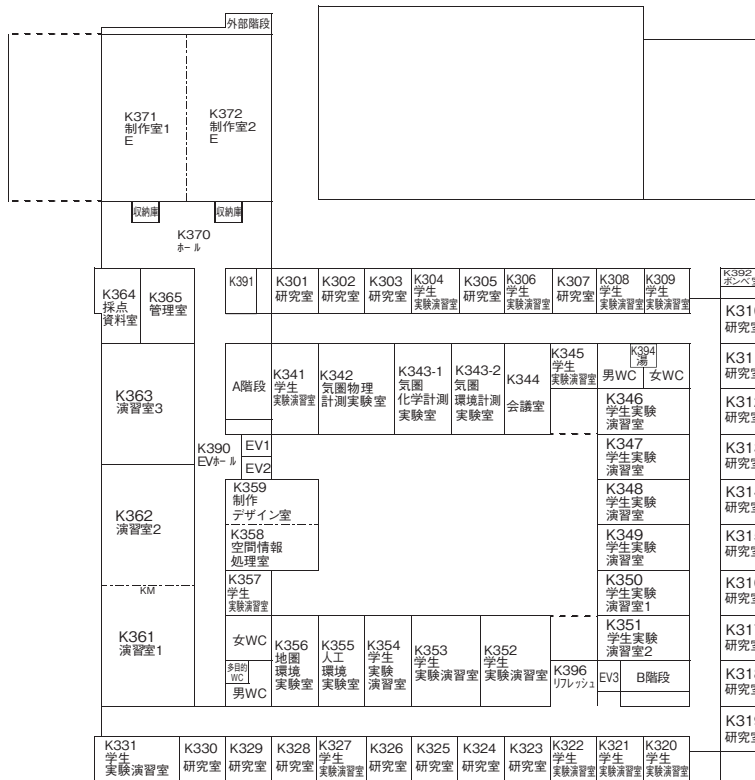 外部階段
K371
制作室1
E
K372
制作室2
E
収納庫
収納庫
K370
ホール
K364
採点
資料室
K365
管理室
K391
K301
研究室
K302
研究室
K303
研究室
K304
学生
実験演習室
K305
研究室
K306
学生
実験演習室
K307
研究室
K308
学生
実験演習室
K309
学生
実験演習室
K392
K363
演習室3
A階段
K341
学生
実験演習室
K342
気圏物理
計測実験室
K343-1
気圏
化学計測
実験室
K343-2
気圏
環境計測
実験室
K344
会議室
K345
学生
実験演習室
K394
湯
男WC
女WC
K346
学生実験
演習室
K390
EVホール
EV1
EV2
K347
学生実験
演習室
K359
制作
デザイン室
K348
学生実験
演習室
K362
演習室2
K358
空間情報
処理室
K349
学生実験
演習室
K357
学生
実験演習室
K350
学生実験
演習室1
KM
K361
演習室1
女WC
多目的
WC
男WC
K356
地圏
環境
実験室
K355
人工
環境
実験室
K354
学生
実験
演習室
K353
学生
実験演習室
K352
学生
実験演習室
K351
学生実験
演習室2
K396
リフレッシュ
EV3
B階段
K331
学生
実験演習室
K330
研究室
K329
研究室
K328
研究室
K327
学生
実験演習室
K326
研究室
K325
研究室
K324
研究室
K323
研究室
K322
学生
実験演習室
K321
学生
実験演習室
K320
学生
実験演習室